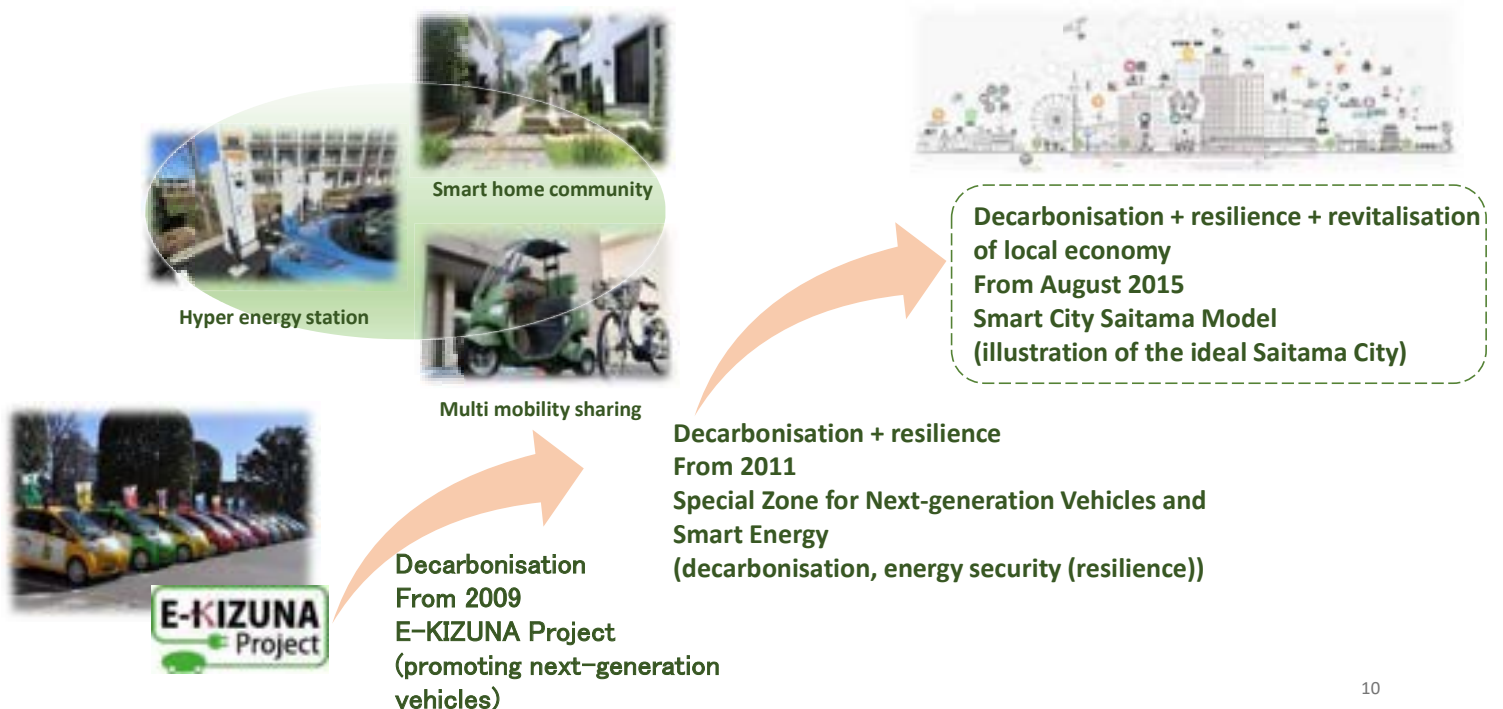 Smart home community
Hyper energy station
Multi mobility sharing
E-KIZUNA
Project
Decarbonisation
From 2009
E-KIZUNA Project
(promoting next-generation
vehicles)
Decarbonisation + resilience
From 2011
Special Zone for Next-generation Vehicles and
Smart Energy
(decarbonisation, energy security (resilience))
Decarbonisation + resilience + revitalisation
of local economy
From August 2015
Smart City Saitama Model
(illustration of the ideal Saitama City)
10